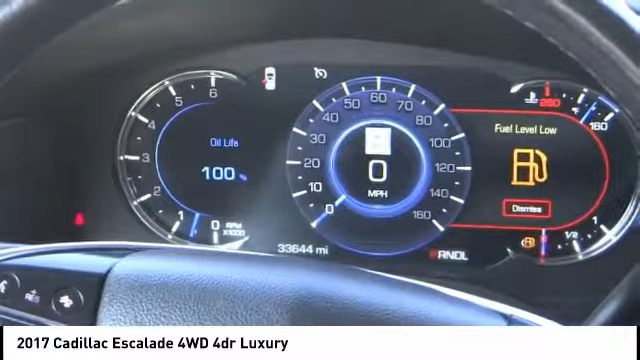 6
5
4
3
2
1
0
RPM
x1000
Oil Life
100 %
33644 mi
0
10
20
30
40
50
60
70
80
100
120
140
160
0
MPH
Fuel Level Low
Dismiss
260
°F
160
1/2
1
RNDL
RES
2017 Cadillac Escalade 4WD 4dr Luxury